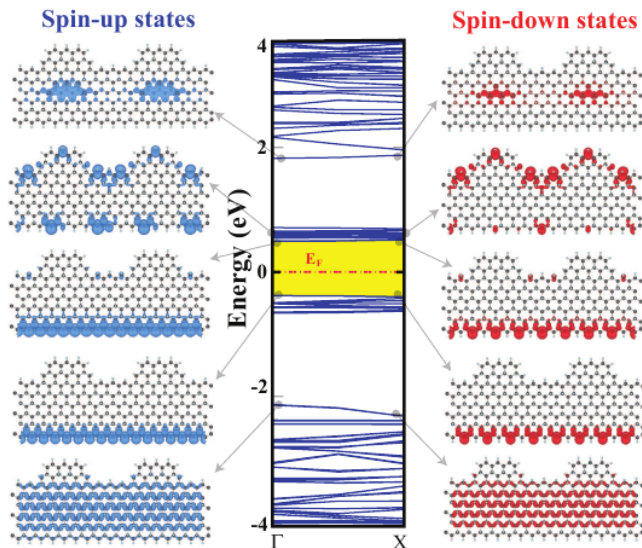 Spin-up states
Spin-down states
Energy (eV)
4
2
0
-2
-4
E_F
Γ
X